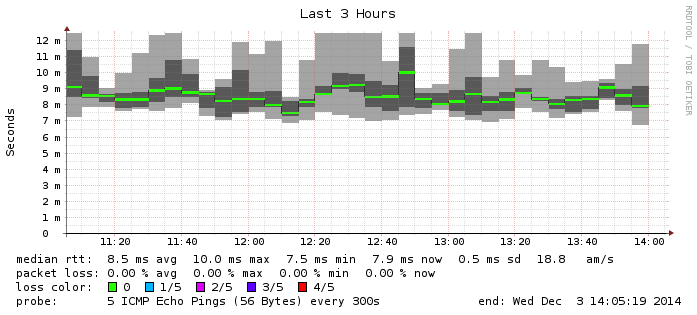 Last 3 Hours
RRDTOOL / TOBI OETIKER
Seconds
12 m
11 m
10 m
9 m
8 m
7 m
6 m
5 m
4 m
3 m
2 m
1 m
0
11:20 11:40 12:00 12:20 12:40 13:00 13:20 13:40 14:00
median rtt: 8.5 ms avg 10.0 ms max 7.5 ms min 7.9 ms now 0.5 ms sd 18.8 am/s
packet loss: 0.00 % avg 0.00 % max 0.00 % min 0.00 % now
loss color: 0 1/5 2/5 3/5 4/5
probe: 5 ICMP Echo Pings (56 Bytes) every 300s end: Wed Dec 3 14:05:19 2014